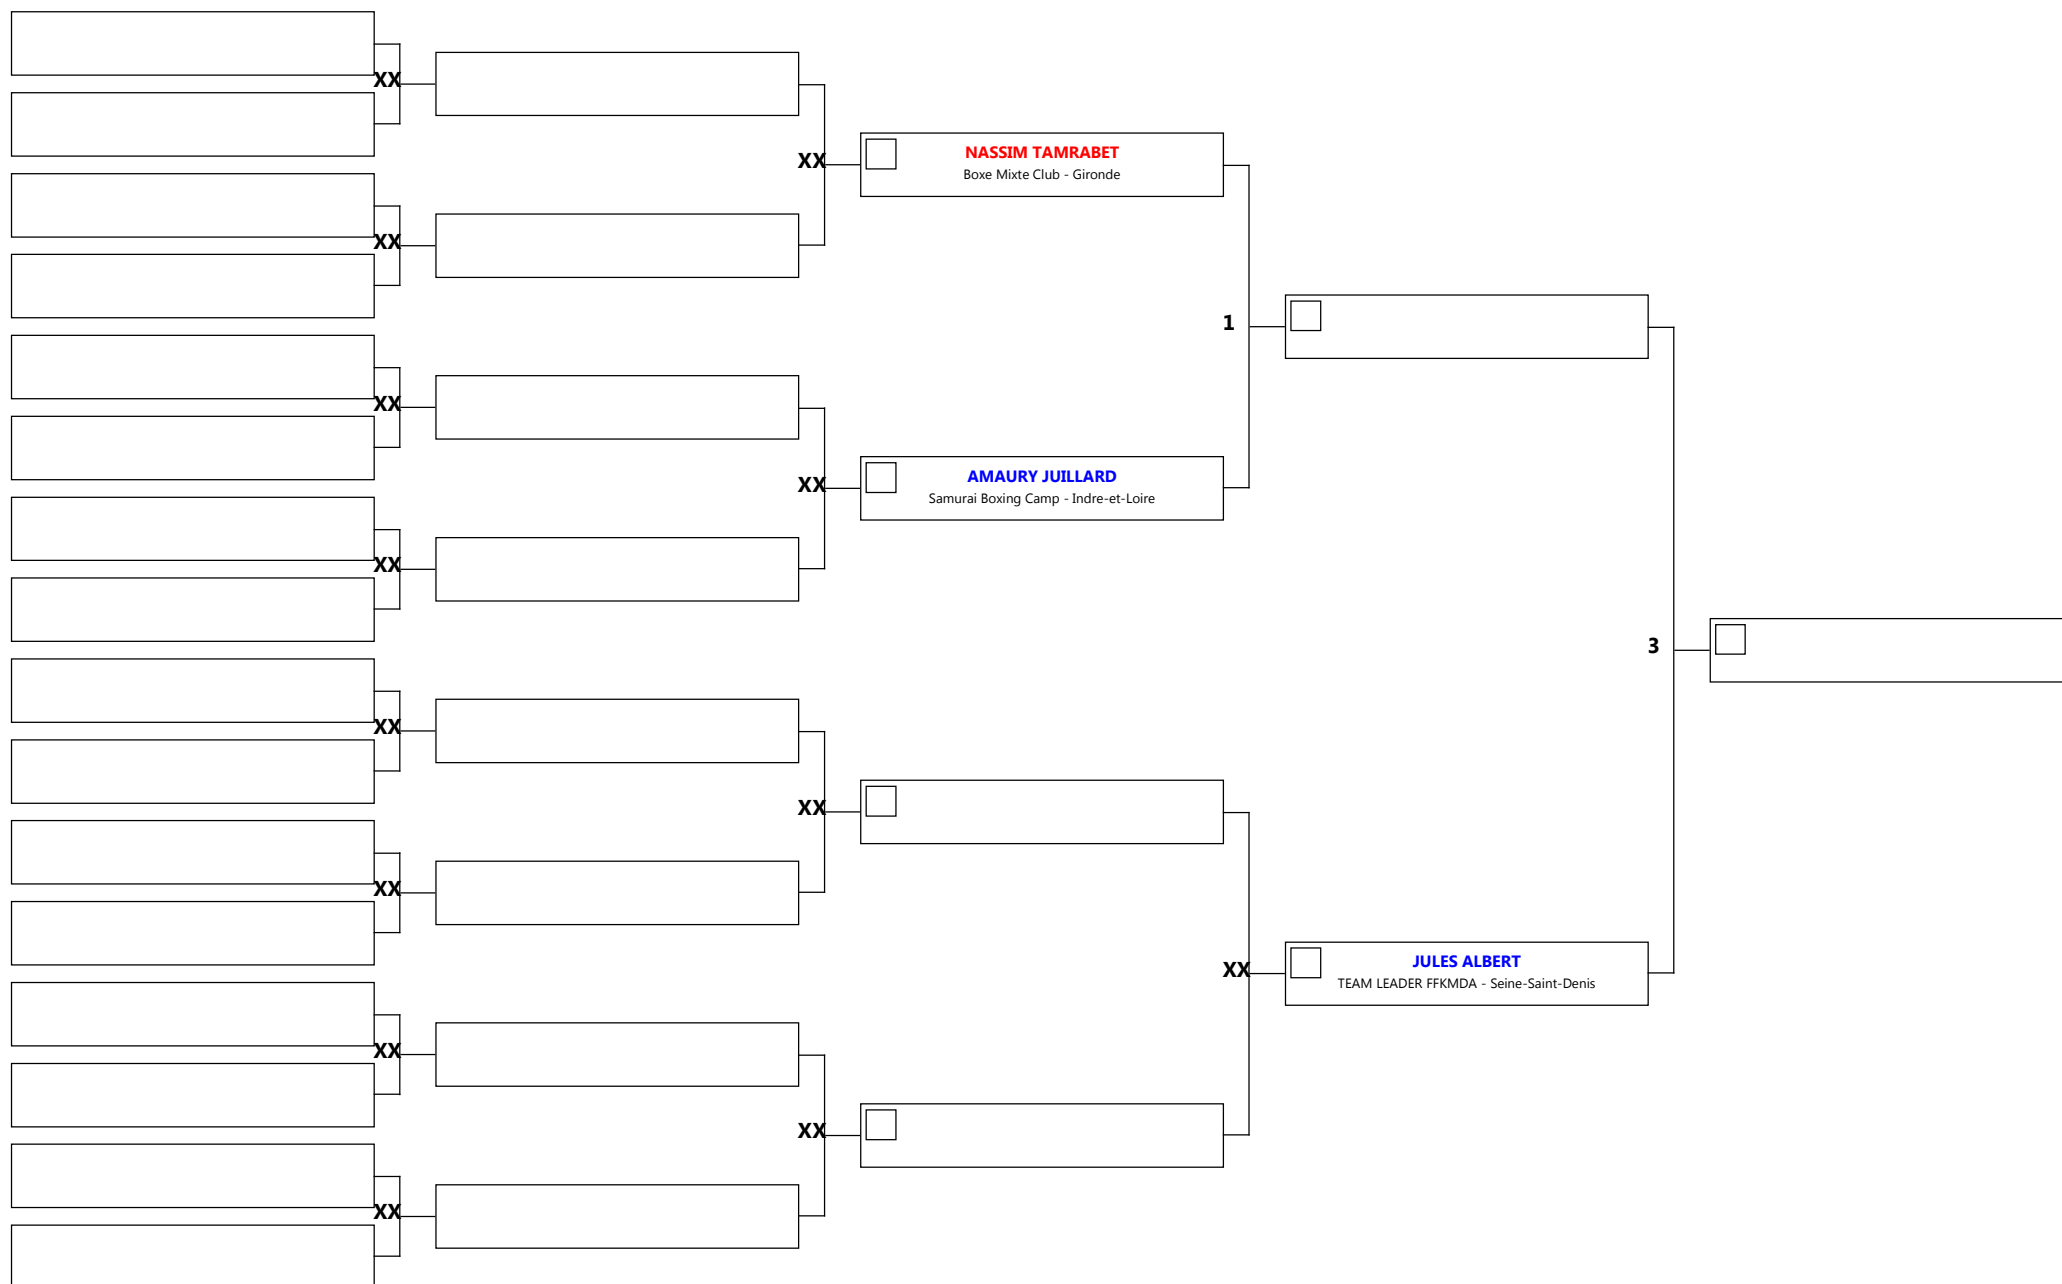 XX
XX
NASSIM TAMRABET
Boxe Mixte Club - Gironde
XX
1
XX
XX
AMAURY JUILLARD
Samurai Boxing Camp - Indre-et-Loire
XX
3
XX
XX
XX
JULES ALBERT
TEAM LEADER FFKMDA - Seine-Saint-Denis
XX
XX
XX
XX